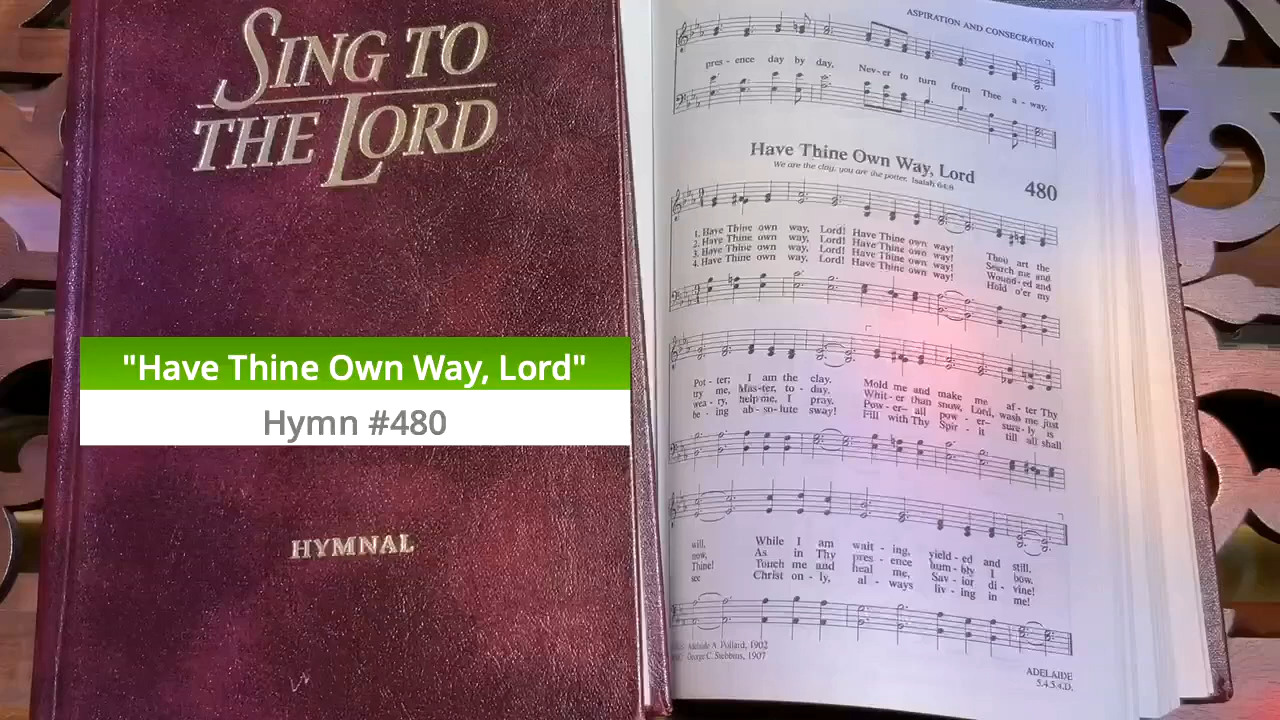 SING TO
THE LORD
"Have Thine Own Way, Lord"
Hymn #480
HYMNAL
ASPIRATION AND CONSECRATION
pres - ence day by day, Nev - er to turn from Thee a - way.
Have Thine Own Way, Lord
We are the clay, you are the potter. Isaiah 64:8
480
1. Have Thine own way, Lord! Have Thine own way! Thou art the
2. Have Thine own way, Lord! Have Thine own way! Search me and
3. Have Thine own way, Lord! Have Thine own way! Wound - ed and
4. Have Thine own way, Lord! Have Thine own way! Hold o'er my
Pot - ter; I am the clay. Mold me and make me af - ter Thy
try me, Mas - ter, to - day. Whit - er than snow, Lord, wash me just
wea - ry, help me, I pray. Pow - er— all pow - er— sure - ly is
be - ing ab - so - lute sway! Fill with Thy Spir - it till all shall
will, While I am wait - ing, yield - ed and still.
now, As in Thy pres - ence hum - bly I bow.
Thine! Touch me and heal me, Sav - ior di - vine!
see Christ on - ly, al - ways liv - ing in me!
Adelaide A. Pollard, 1902
George C. Stebbins, 1907
ADELAIDE
5.4.5.4.D.